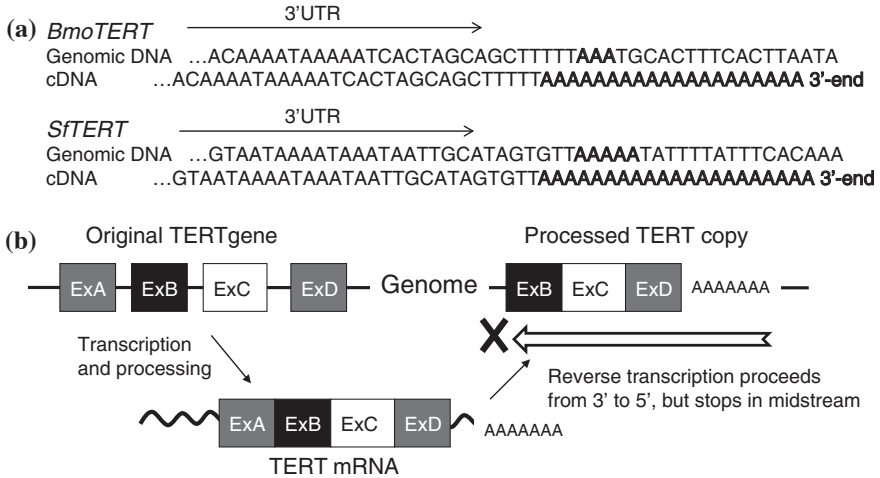 (a) BmoTERT 3'UTR
Genomic DNA ...ACAAAATAAAAATCACTAGCAGCTTTTTAAATGCACTTTCACTTAATA
cDNA ...ACAAAATAAAAATCACTAGCAGCTTTTTAAAAAAAAAAAAAAAAAAAAA 3'-end
SfTERT 3'UTR
Genomic DNA ...GTAATAAAATAAATAATTGCATAGTGTTAAAAATATTTTATTTCACAAA
cDNA ...GTAATAAAATAAATAATTGCATAGTGTTAAAAAAAAAAAAAAAAAAAAAA 3'-end
(b) Original TERTgene Processed TERT copy
ExA ExB ExC ExD Genome ExB ExC ExD AAAAAAA
X
Transcription
and processing
Reverse transcription proceeds
from 3' to 5', but stops in midstream
ExA ExB ExC ExD AAAAAAA
TERT mRNA